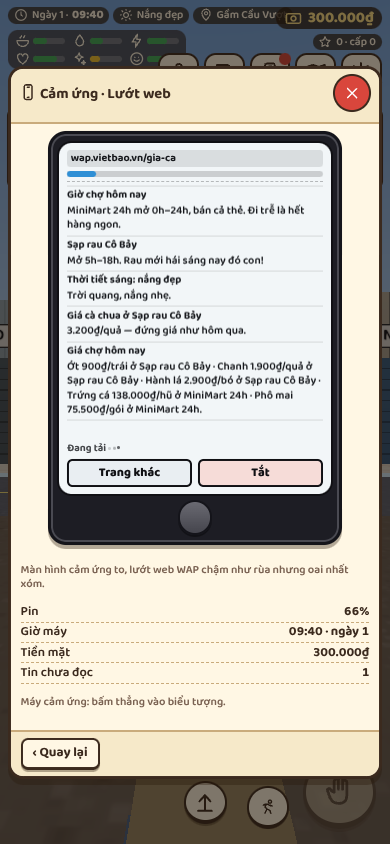 Ngày 1 · 09:40
Nắng đẹp
Gầm Cầu Vư
300.000₫
0 · cấp 0
Cảm ứng · Lướt web
wap.vietbao.vn/gia-ca
Giờ chợ hôm nay
MiniMart 24h mở 0h–24h, bán cả thẻ. Đi trễ là hết
hàng ngon.
Sạp rau Cô Bảy
Mở 5h–18h. Rau mới hái sáng nay đó con!
Thời tiết sáng: nắng đẹp
Trời quang, nắng nhẹ.
Giá cà chua ở Sạp rau Cô Bảy
3.200₫/quả — đứng giá như hôm qua.
Giá chợ hôm nay
Ớt 900₫/trái ở Sạp rau Cô Bảy · Chanh 1.900₫/quả ở
Sạp rau Cô Bảy · Hành lá 2.900₫/bó ở Sạp rau Cô Bảy ·
Trứng cá 138.000₫/hũ ở MiniMart 24h · Phô mai
75.500₫/gói ở MiniMart 24h.
Đang tải
Trang khác
Tắt
Màn hình cảm ứng to, lướt web WAP chậm như rùa nhưng oai nhất
xóm.
Pin 66%
Giờ máy 09:40 · ngày 1
Tiền mặt 300.000₫
Tin chưa đọc 1
Máy cảm ứng: bấm thẳng vào biểu tượng.
‹ Quay lại